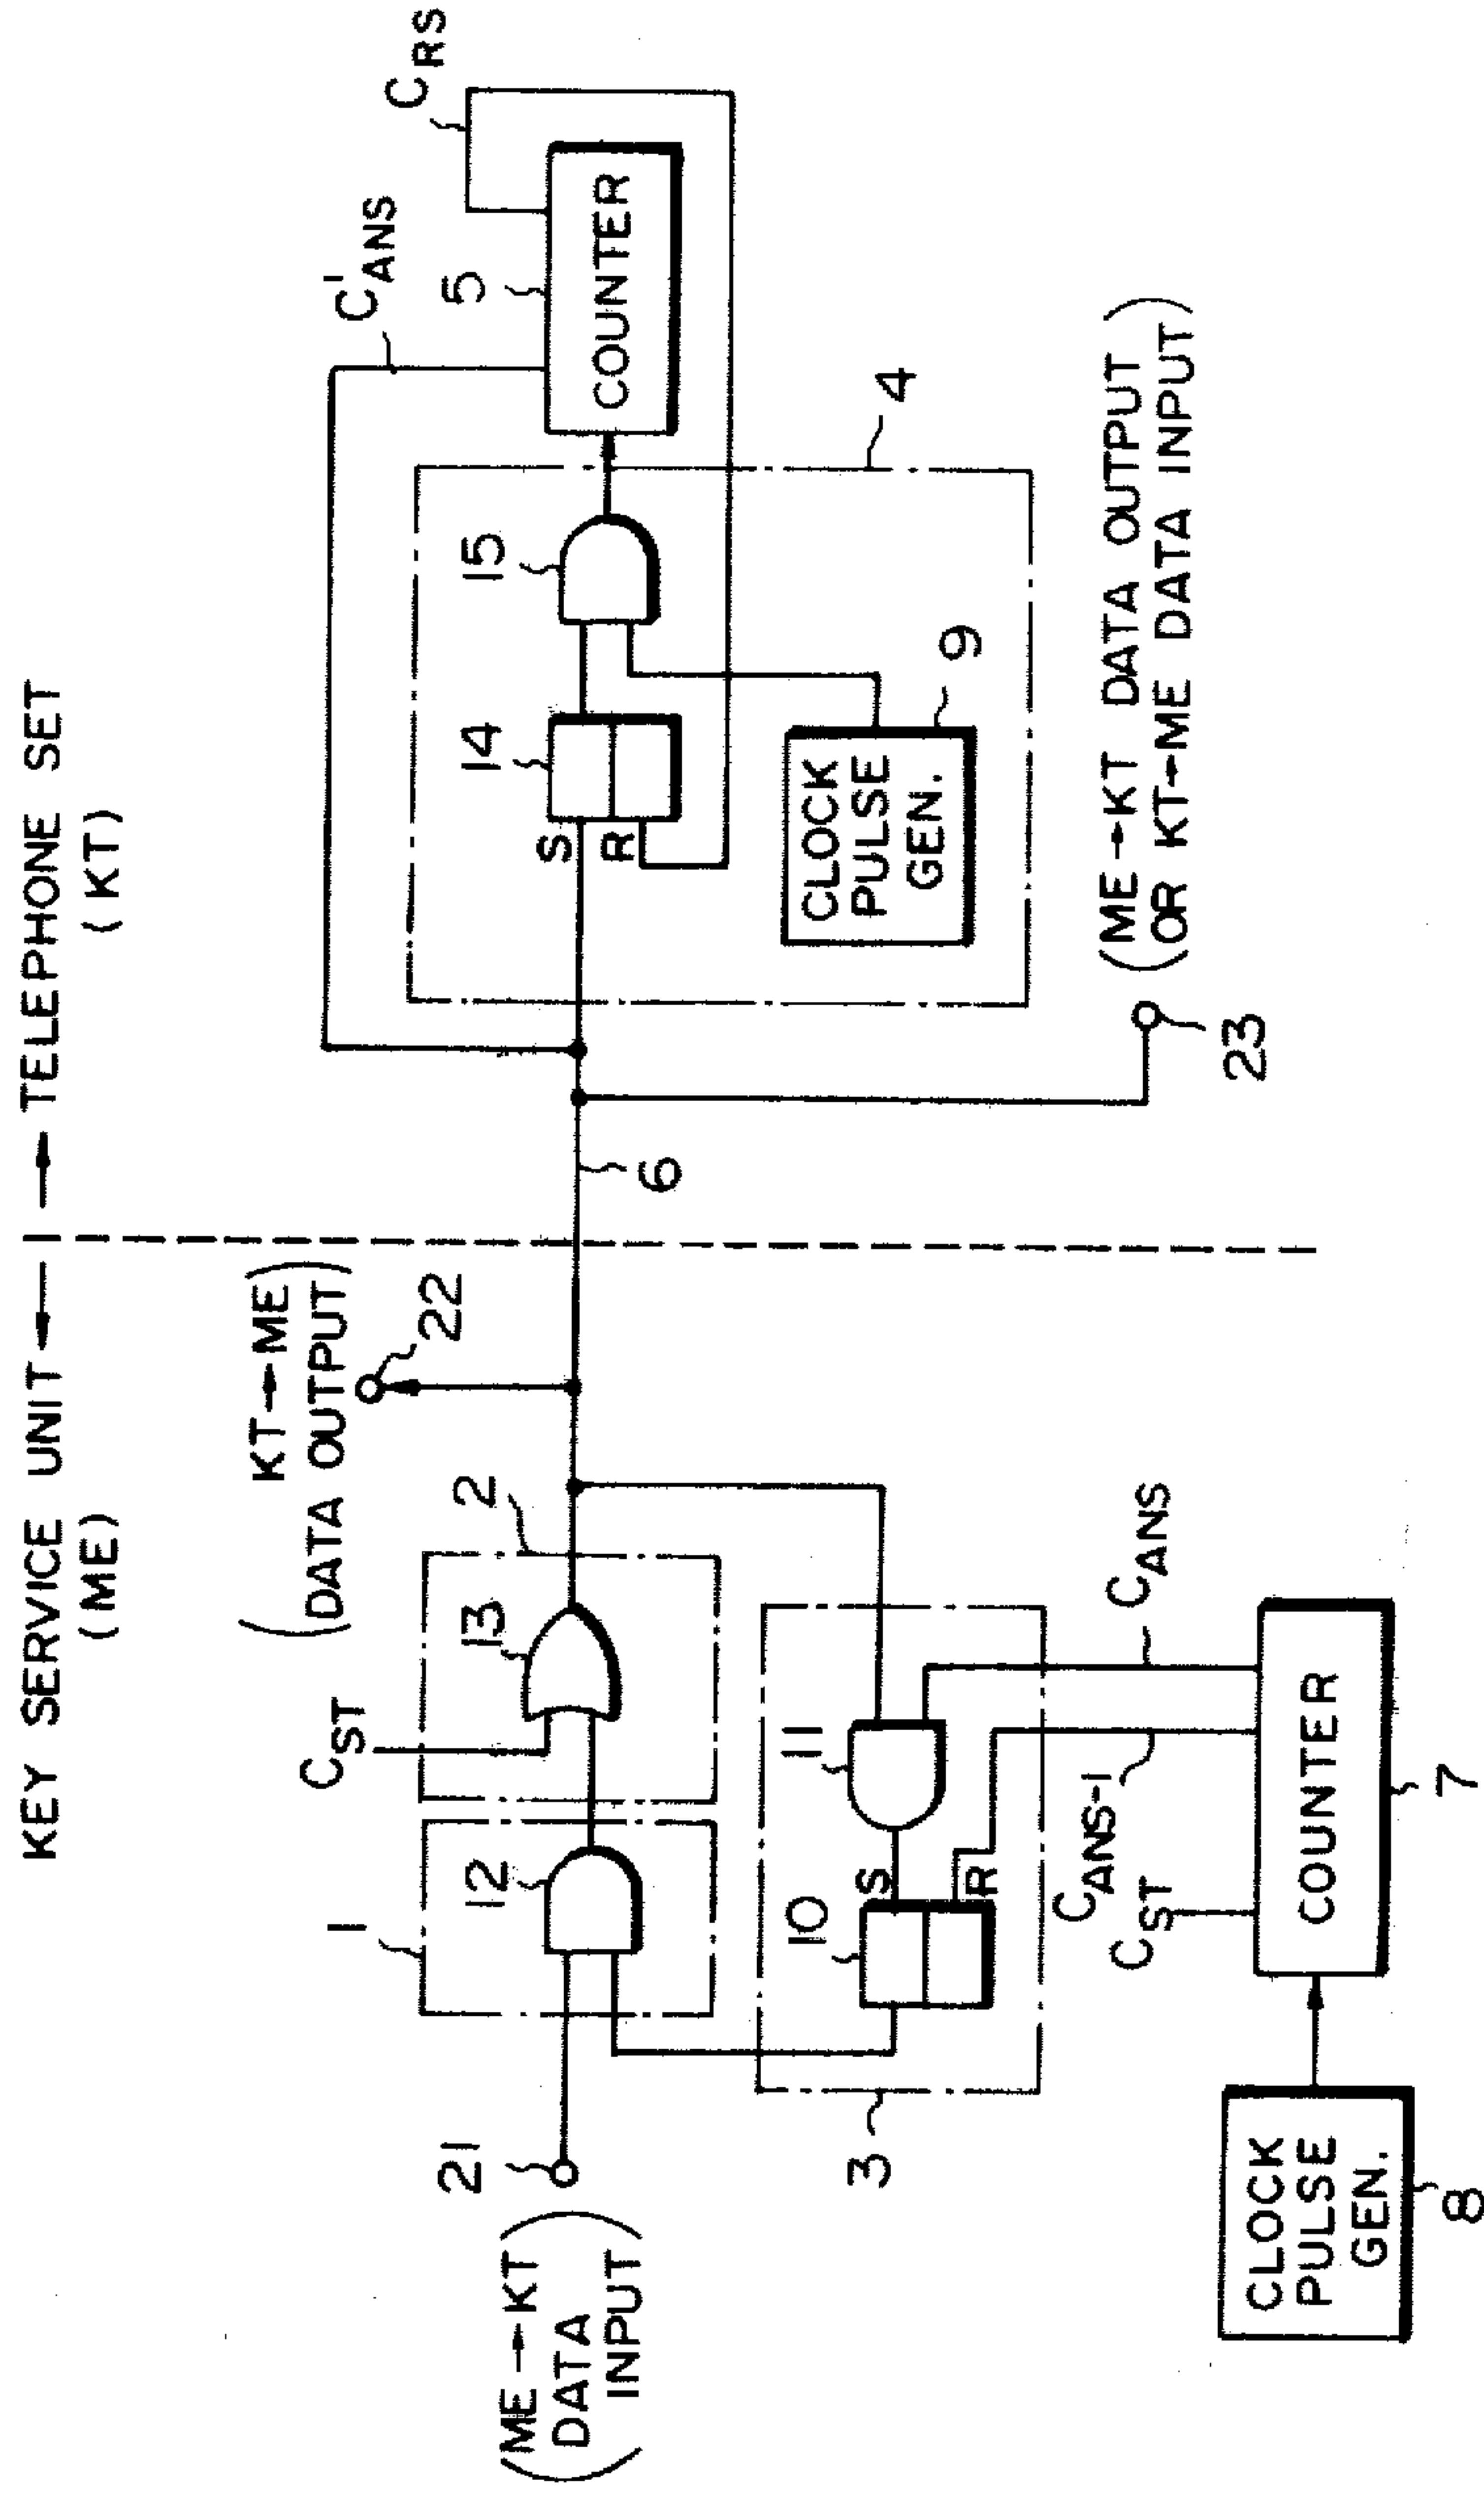 KEY SERVICE UNIT ← | → TELEPHONE SET
(ME)
(KT)
(KT→ME
DATA OUTPUT)
22
C_ST
1
2
12
13
21
(ME→KT
DATA
INPUT)
3
10
11
S
R
C_ANS-1
C_ST
C_ANS
CLOCK
PULSE
GEN.
8
COUNTER
7
6
C'_ANS
C_RS
5
COUNTER
14
15
S
R
4
CLOCK
PULSE
GEN.
9
23
(ME→KT DATA OUTPUT
OR KT→ME DATA INPUT)